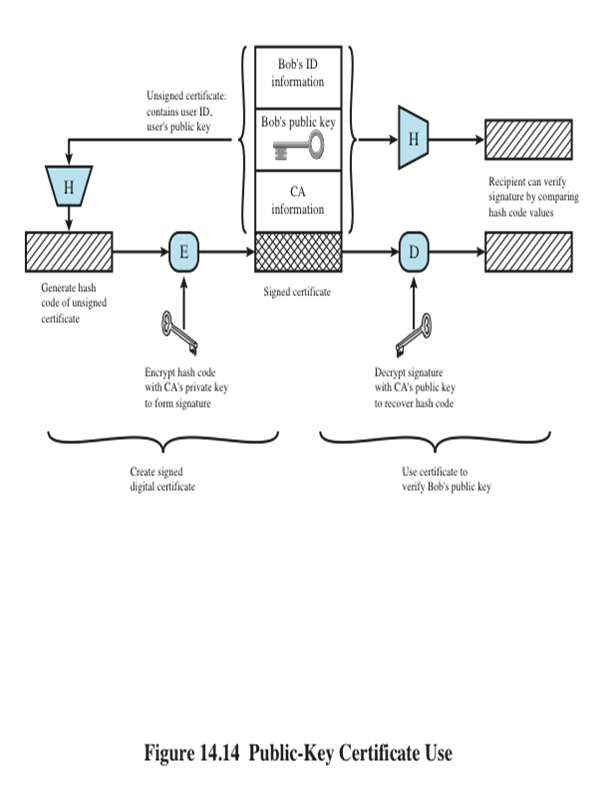 Bob's ID
information
Unsigned certificate:
contains user ID,
user's public key
Bob's public key
H
H
CA
information
Recipient can verify
signature by comparing
hash code values
E
D
Generate hash
code of unsigned
certificate
Signed certificate
Encrypt hash code
with CA's private key
to form signature
Decrypt signature
with CA's public key
to recover hash code
Create signed
digital certificate
Use certificate to
verify Bob's public key
Figure 14.14 Public-Key Certificate Use